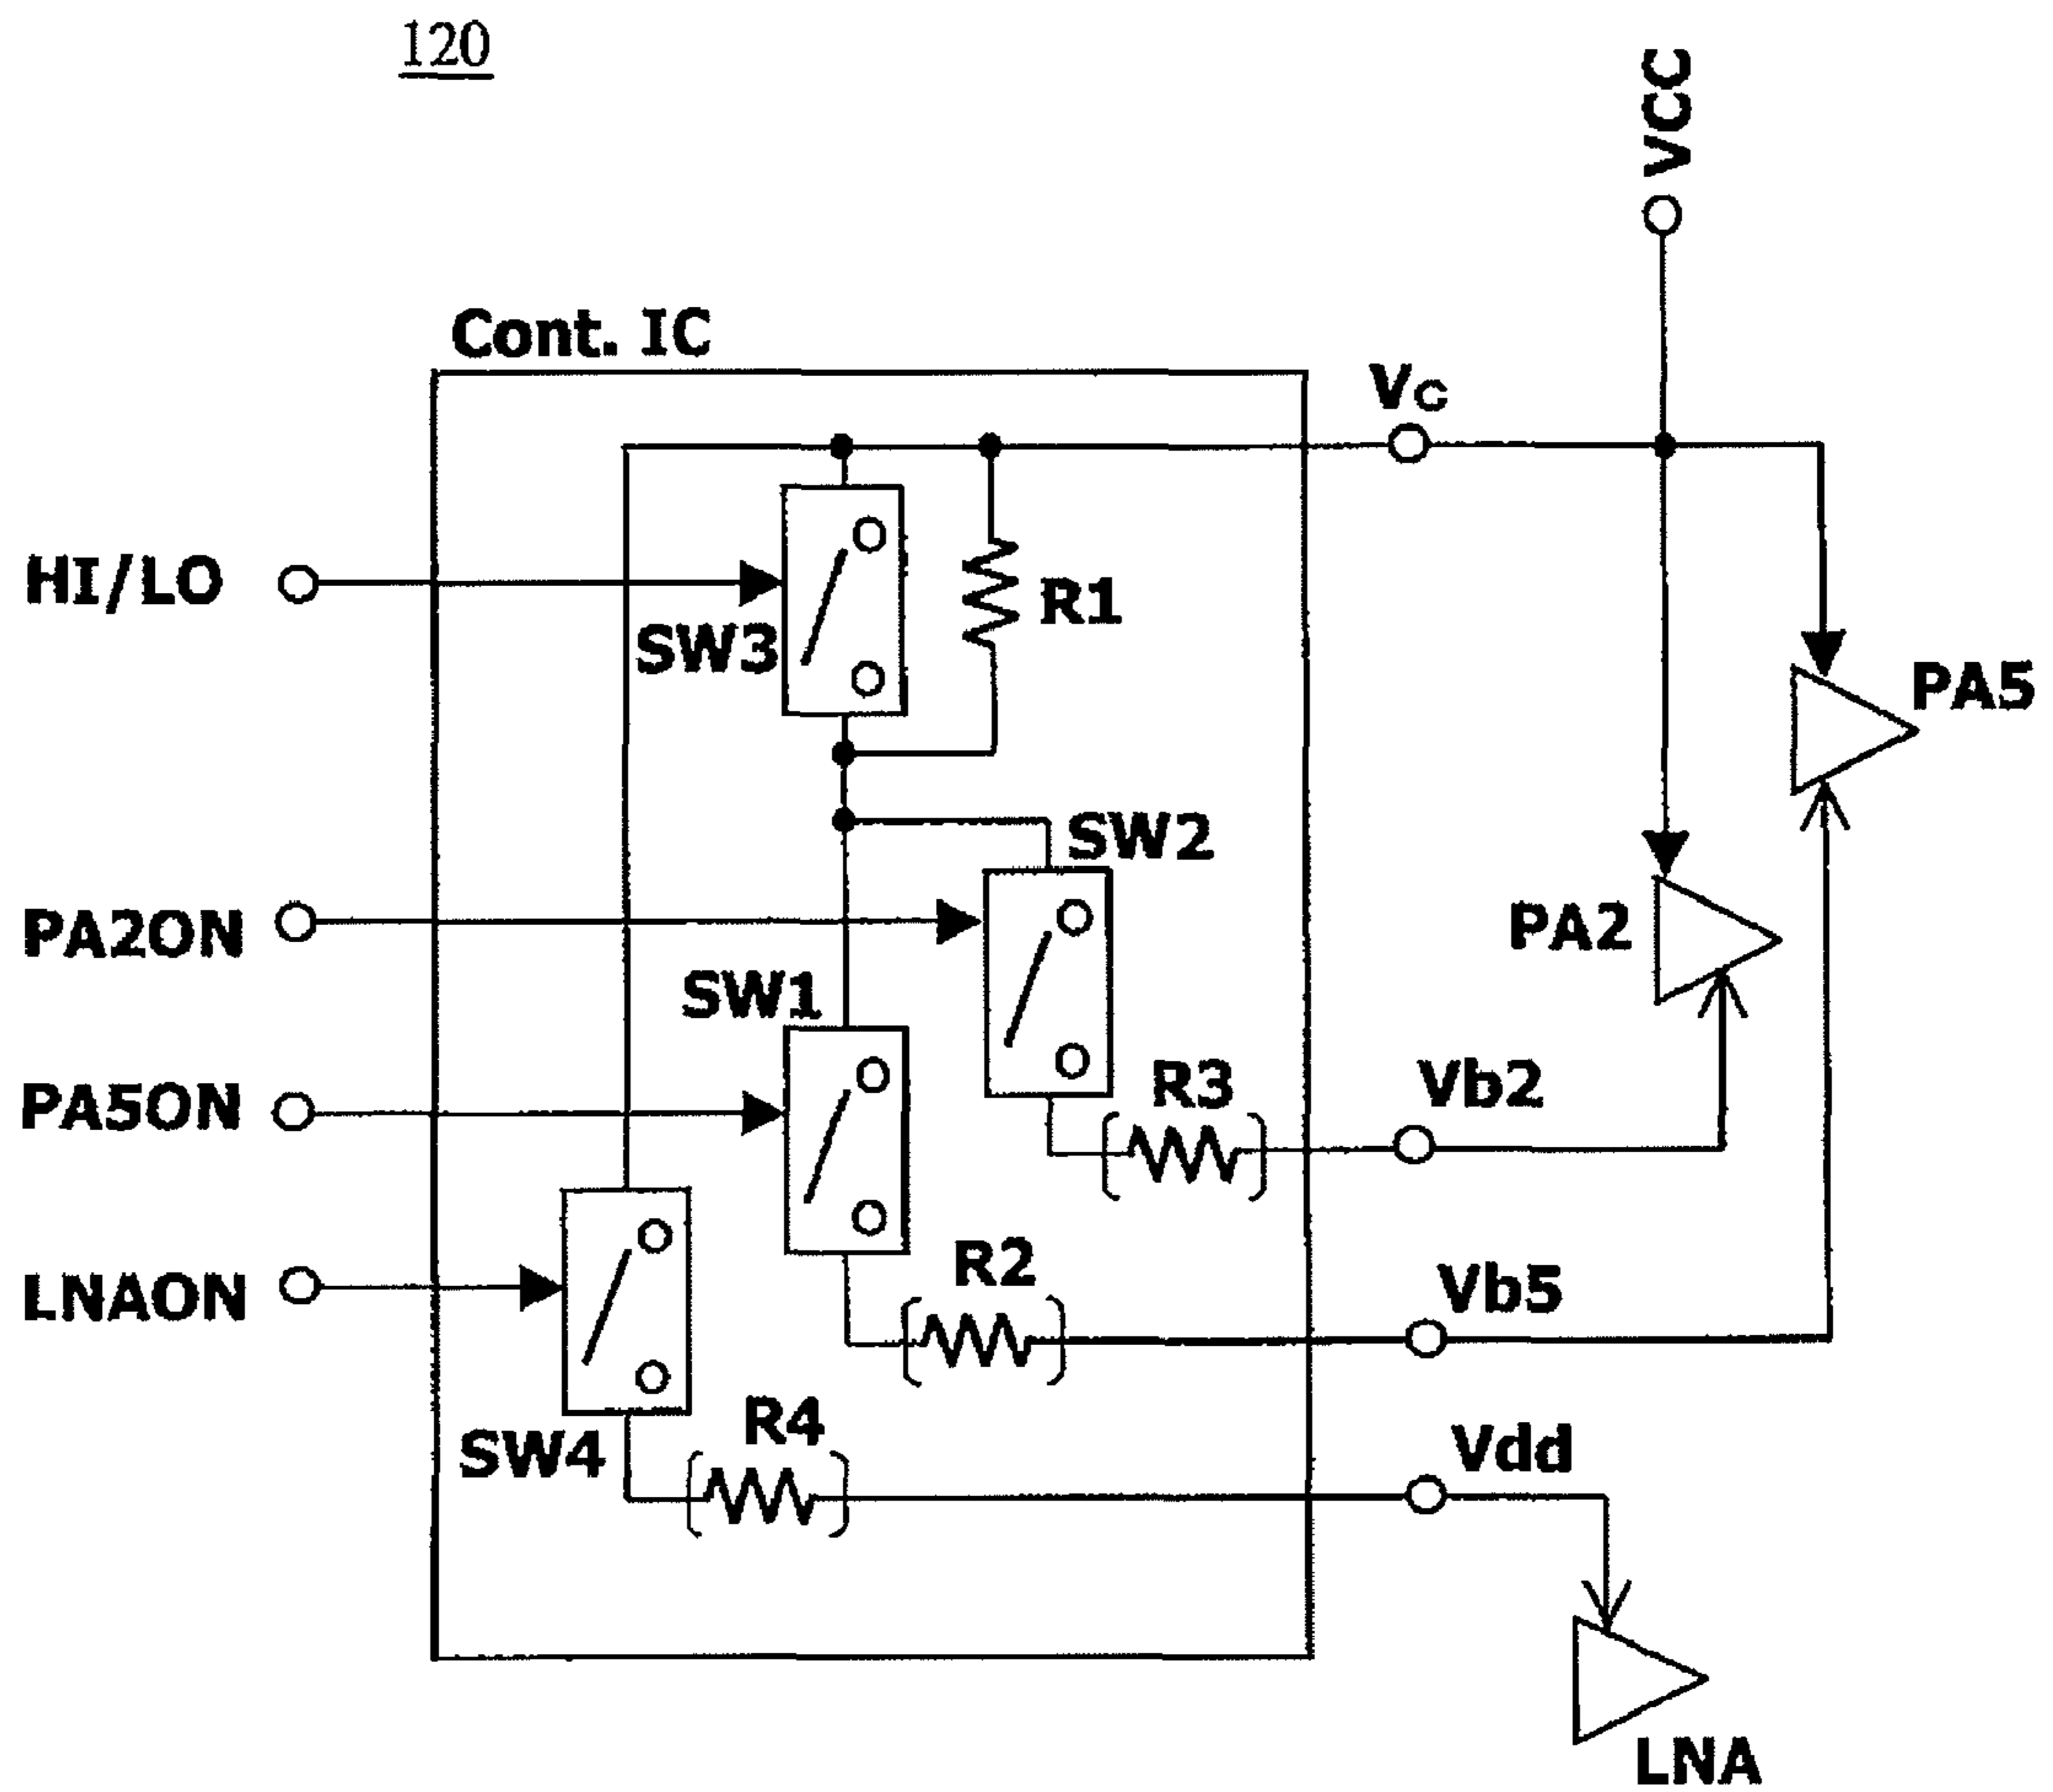 120
VCC
Cont. IC
Vc
HI/LO
SW3
R1
PA5
SW2
PA2ON
PA2
SW1
R3
Vb2
PA5ON
R2
Vb5
LNAON
R4
Vdd
SW4
LNA